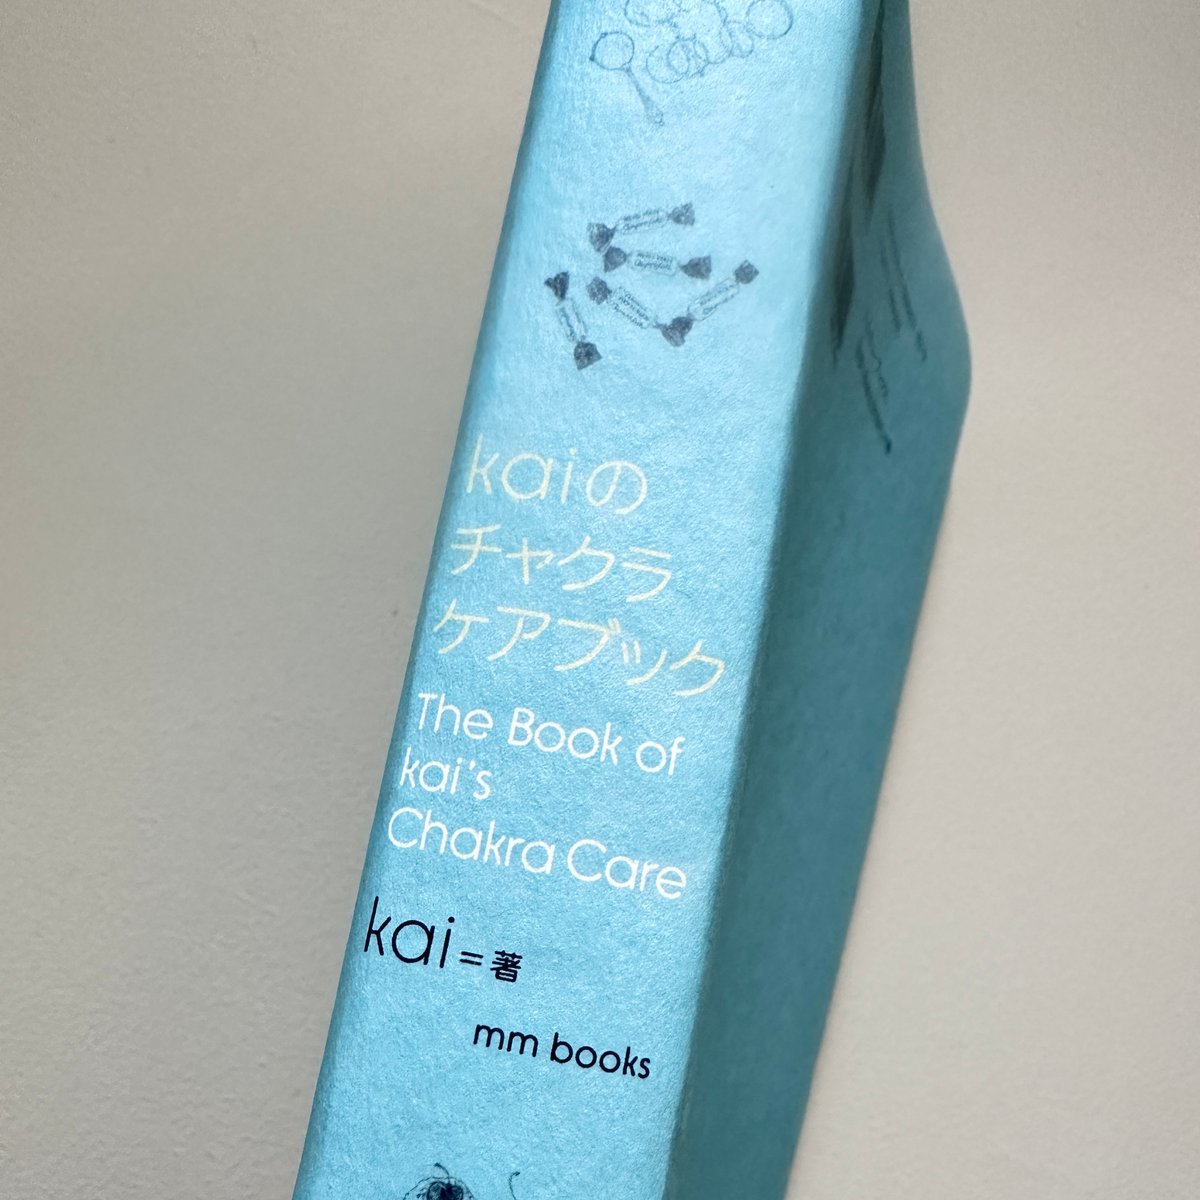 kaiの
チャクラ
ケアブック
The Book of
kai's
Chakra Care
kai=著
mm books